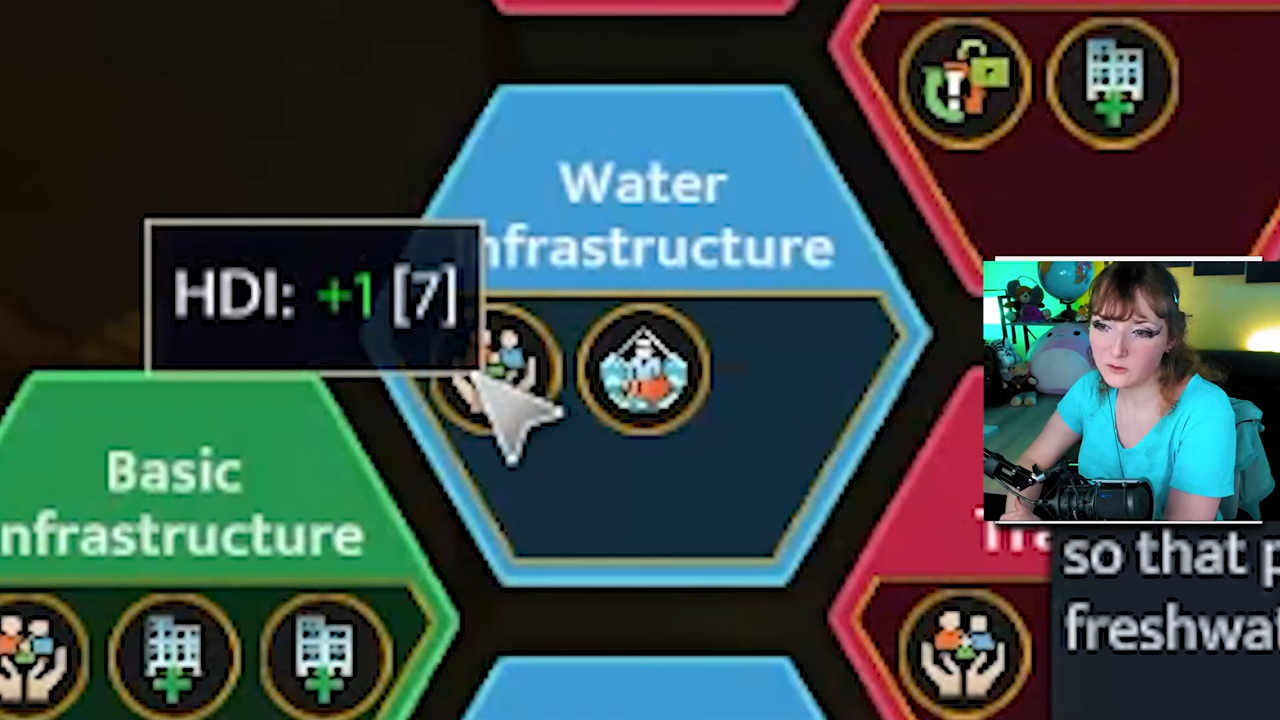 Water
nfrastructure
HDI: +1 [7]
Basic
nfrastructure
so that p
freshwat